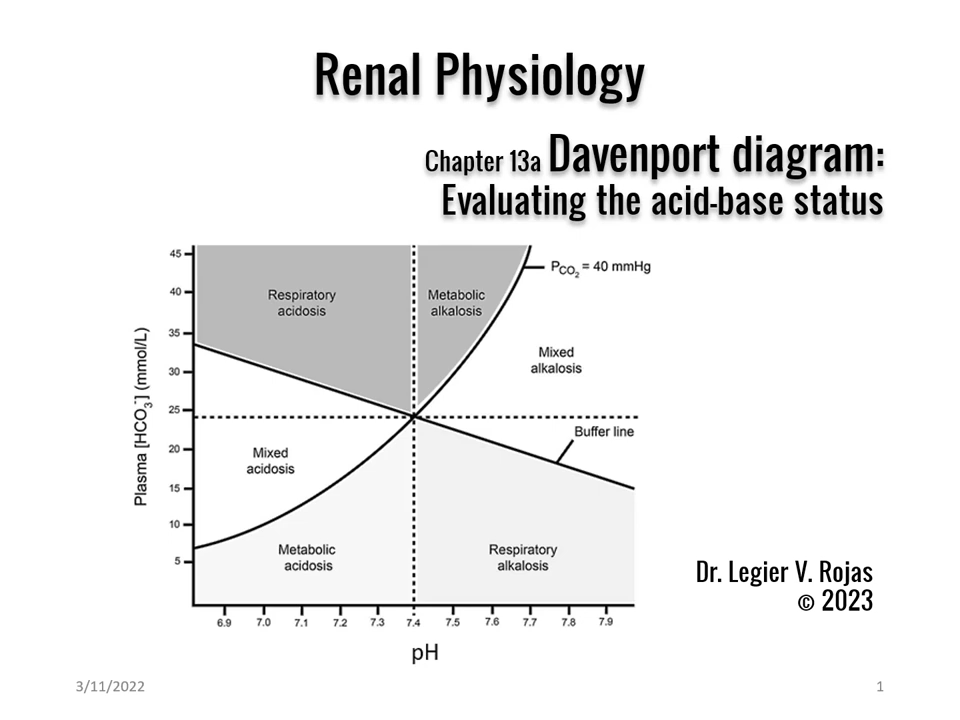 Renal Physiology
Chapter 13a Davenport diagram:
Evaluating the acid-base status
Plasma [HCO₃⁻] (mmol/L)
45
40
35
30
25
20
15
10
5
Respiratory
acidosis
Metabolic
alkalosis
P_CO₂ = 40 mmHg
Mixed
alkalosis
Buffer line
Mixed
acidosis
Metabolic
acidosis
Respiratory
alkalosis
6.9 7.0 7.1 7.2 7.3 7.4 7.5 7.6 7.7 7.8 7.9
pH
Dr. Legier V. Rojas
© 2023
3/11/2022
1